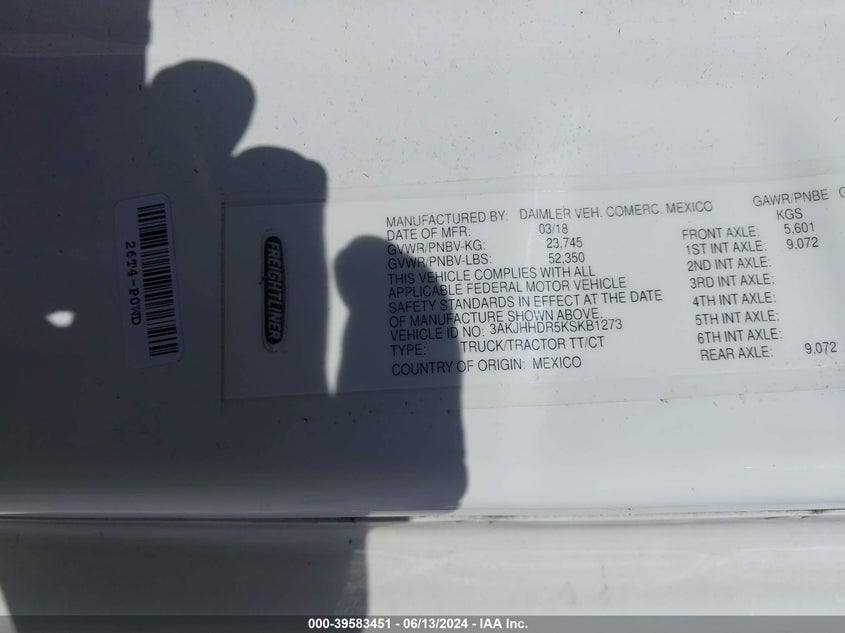 2614-POWD
FREIGHTLINER
MANUFACTURED BY: DAIMLER VEH. COMERC. MEXICO
DATE OF MFR: 03/18
GVWR/PNBV-KG: 23.745
GVWR/PNBV-LBS: 52,350
THIS VEHICLE COMPLIES WITH ALL
APPLICABLE FEDERAL MOTOR VEHICLE
SAFETY STANDARDS IN EFFECT AT THE DATE
OF MANUFACTURE SHOWN ABOVE.
VEHICLE ID NO: 3AKJHHDR5KSKB1273
TYPE: TRUCK/TRACTOR TT/CT
COUNTRY OF ORIGIN: MEXICO
GAWR/PNBE
KGS
FRONT AXLE: 5.601
1ST INT AXLE: 9.072
2ND INT AXLE:
3RD INT AXLE:
4TH INT AXLE:
5TH INT AXLE:
6TH INT AXLE:
REAR AXLE: 9.072
000-39583451 - 06/13/2024 - IAA Inc.